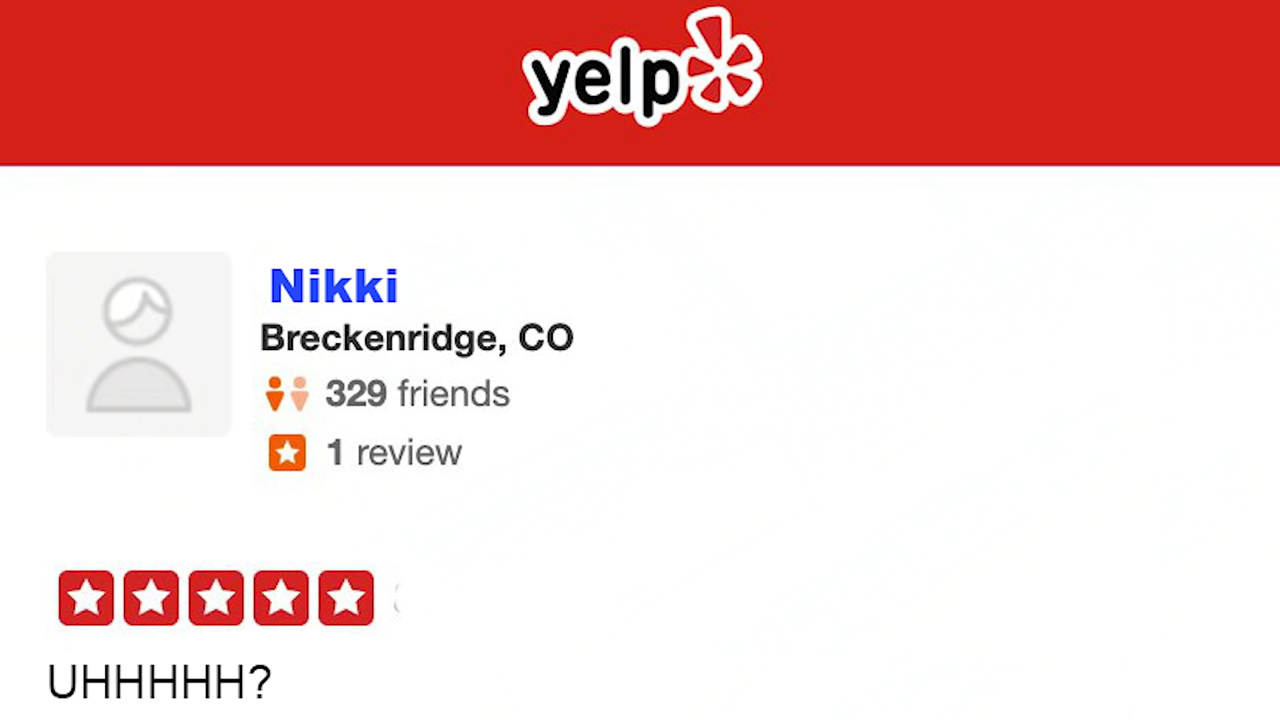 yelp
Nikki
Breckenridge, CO
329 friends
1 review
UHHHHH?